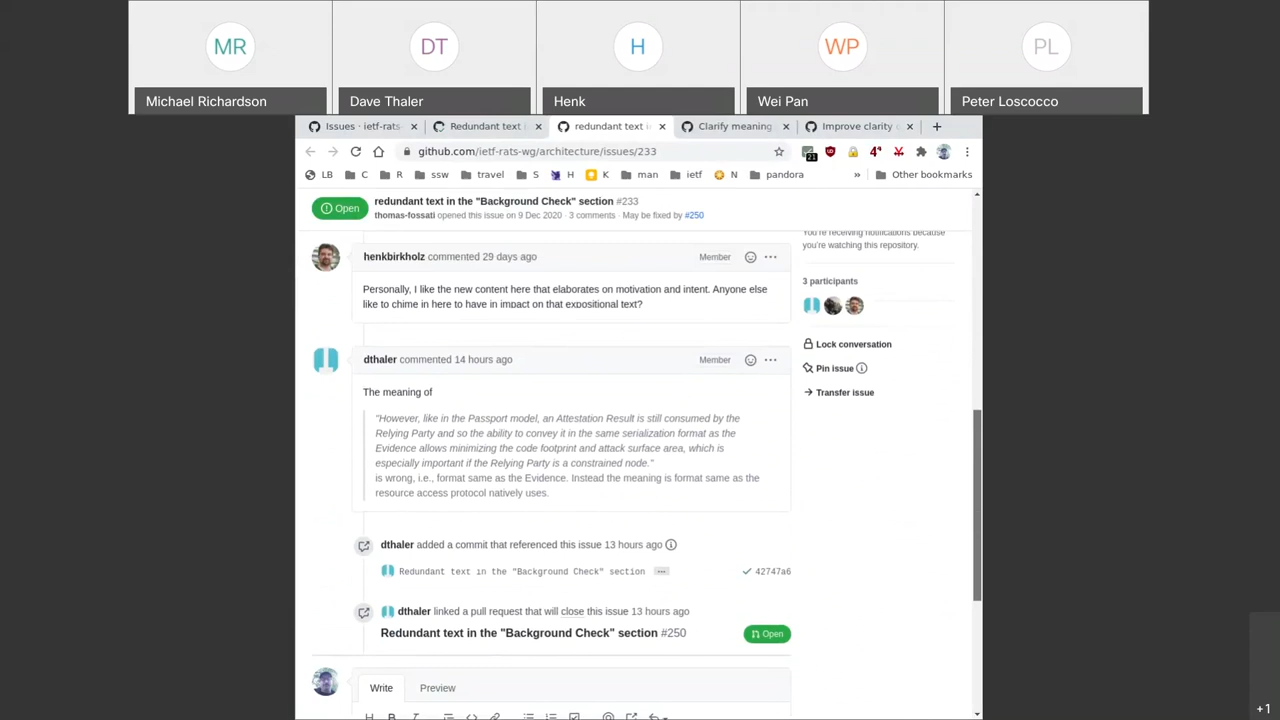 MR DT H WP PL
Michael Richardson Dave Thaler Henk Wei Pan Peter Loscocco
Issues · ietf-rats- Redundant text redundant text i Clarify meaning Improve clarity
github.com/ietf-rats-wg/architecture/issues/233
21
LB C R ssw travel S H K man ietf N pandora » Other bookmarks
Open
redundant text in the "Background Check" section #233
thomas-fossati opened this issue on 9 Dec 2020 · 3 comments · May be fixed by #250
You're receiving notifications because
you're watching this repository.
henkbirkholz commented 29 days ago Member
Personally, I like the new content here that elaborates on motivation and intent. Anyone else
like to chime in here to have in impact on that expositional text?
3 participants
Lock conversation
Pin issue
Transfer issue
dthaler commented 14 hours ago Member
The meaning of
"However, like in the Passport model, an Attestation Result is still consumed by the
Relying Party and so the ability to convey it in the same serialization format as the
Evidence allows minimizing the code footprint and attack surface area, which is
especially important if the Relying Party is a constrained node."
is wrong, i.e., format same as the Evidence. Instead the meaning is format same as the
resource access protocol natively uses.
dthaler added a commit that referenced this issue 13 hours ago
Redundant text in the "Background Check" section ... 42747a6
dthaler linked a pull request that will close this issue 13 hours ago
Redundant text in the "Background Check" section #250 Open
Write Preview
+1